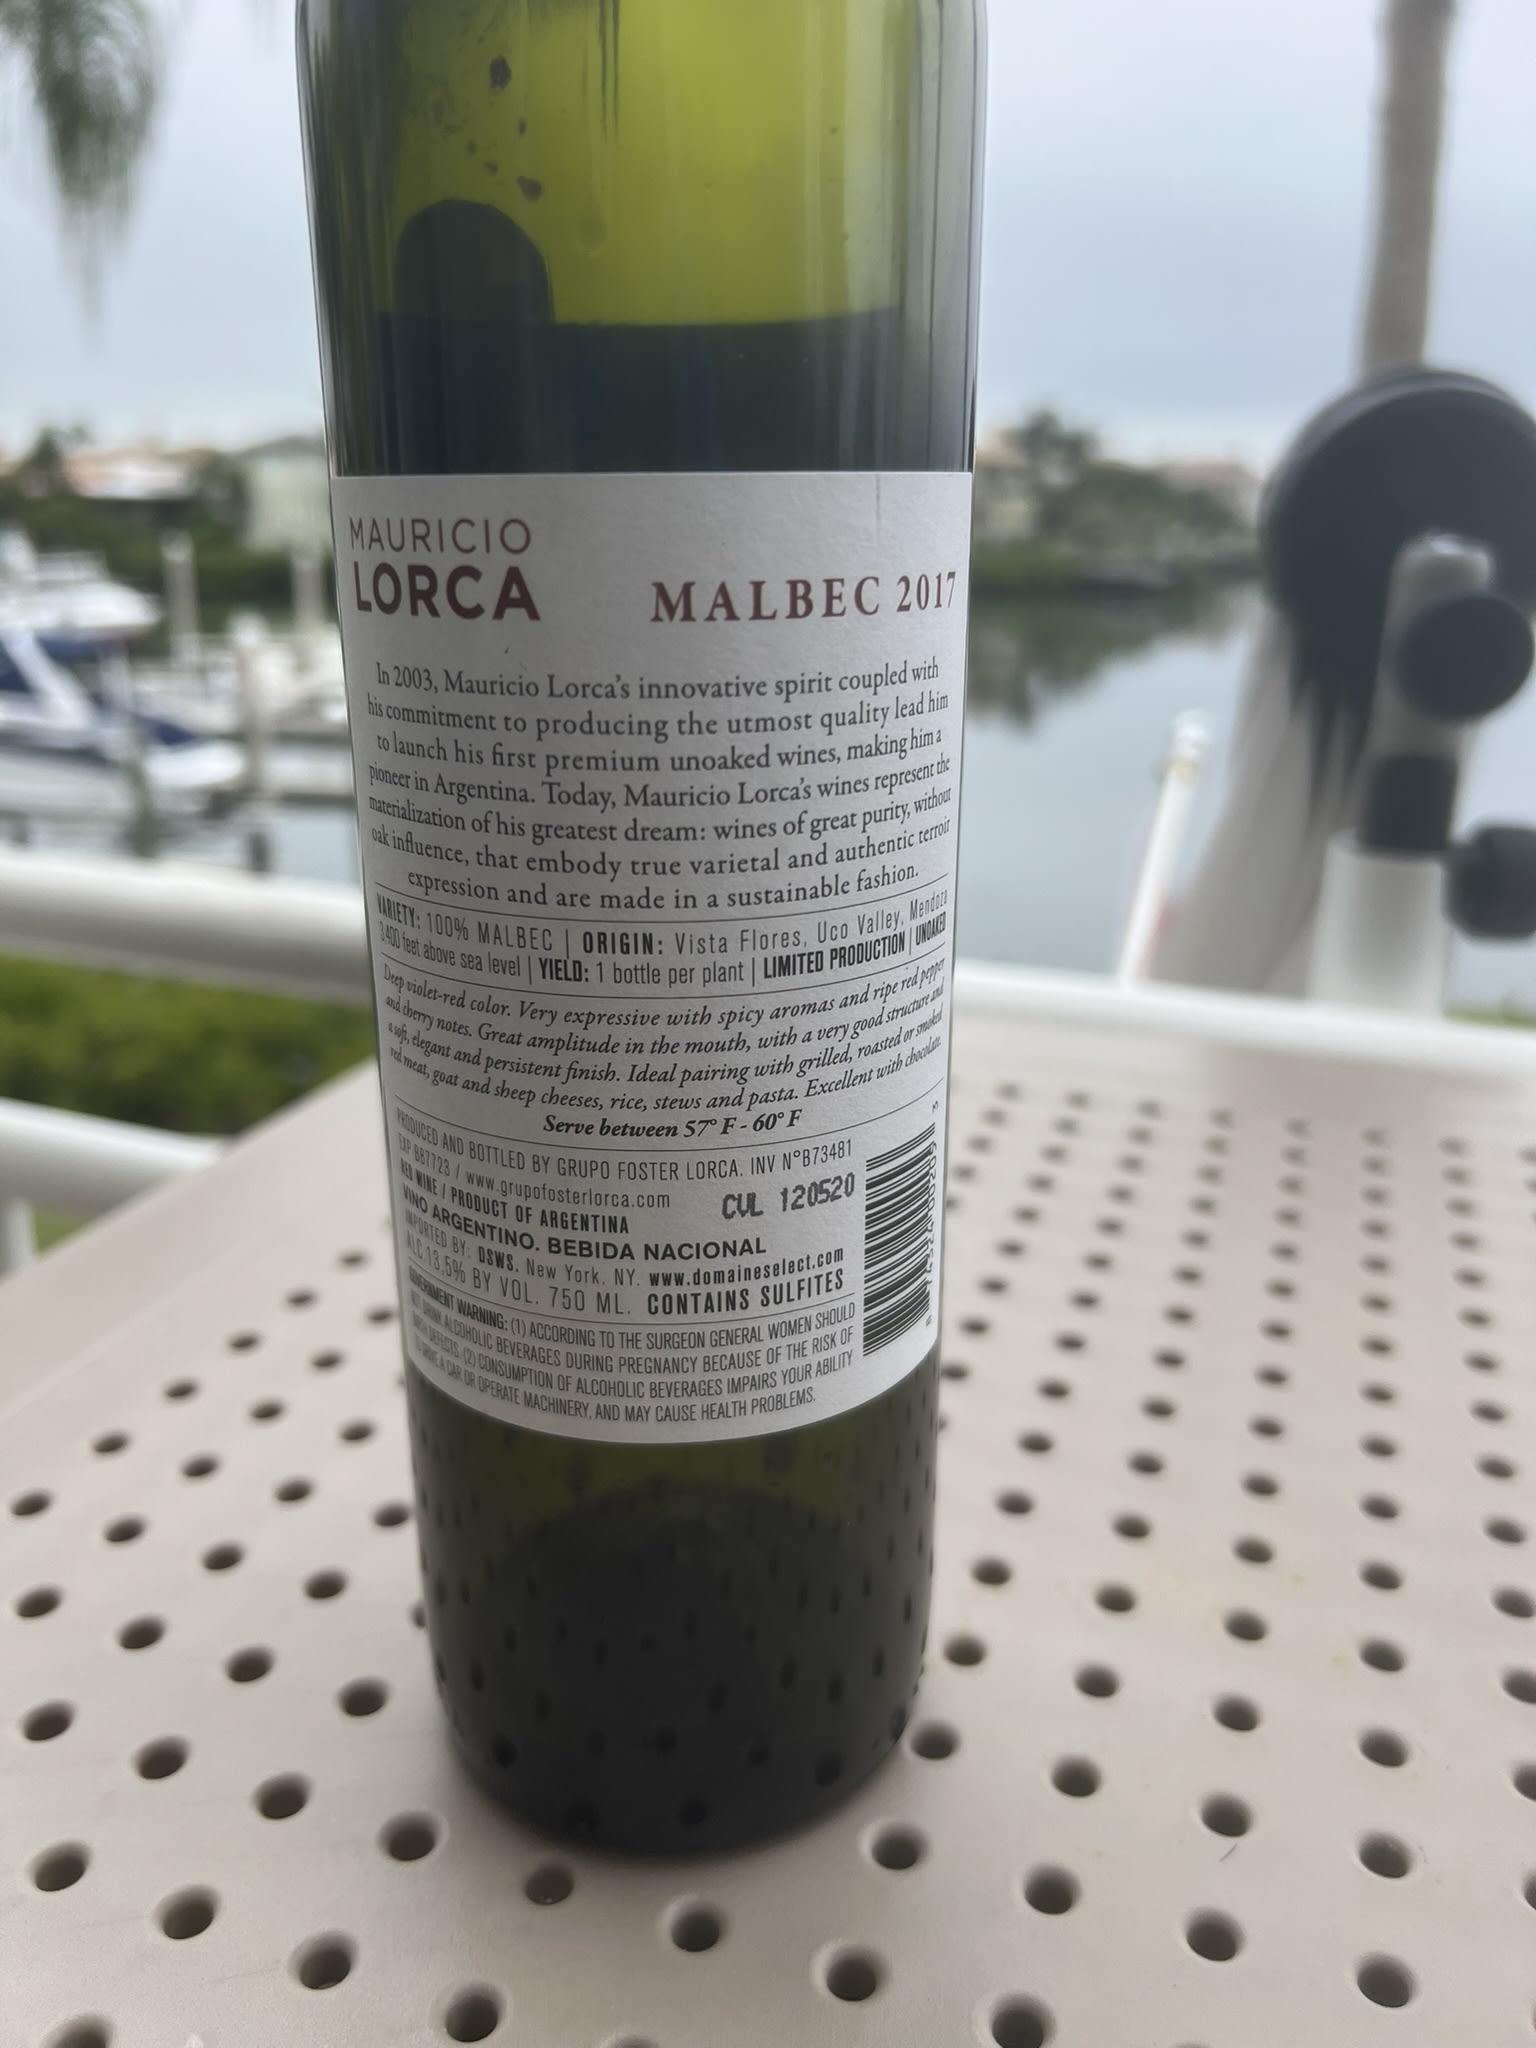 MAURICIO
LORCA
MALBEC 2017
In 2003, Mauricio Lorca's innovative spirit coupled with
his commitment to producing the utmost quality lead him
to launch his first premium unoaked wines, making him a
pioneer in Argentina. Today, Mauricio Lorca's wines represent the
materialization of his greatest dream: wines of great purity, without
oak influence, that embody true varietal and authentic terroir
expression and are made in a sustainable fashion.
VARIETY: 100% MALBEC | ORIGIN: Vista Flores, Uco Valley, Mendoza
3,400 feet above sea level | YIELD: 1 bottle per plant | LIMITED PRODUCTION | UNOAKED
Deep violet-red color. Very expressive with spicy aromas and ripe red pepper
and cherry notes. Great amplitude in the mouth, with a very good structure and
a soft, elegant and persistent finish. Ideal pairing with grilled, roasted or smoked
red meat, goat and sheep cheeses, rice, stews and pasta. Excellent with chocolate.
Serve between 57° F - 60° F
PRODUCED AND BOTTLED BY GRUPO FOSTER LORCA. INV N°B73481
EXP B87723 / www.grupofosterlorca.com
CUL 120520
RED WINE / PRODUCT OF ARGENTINA
VINO ARGENTINO. BEBIDA NACIONAL
IMPORTED BY: DSWS. New York, NY. www.domaineselect.com
ALC.13,5% BY VOL. 750 ML. CONTAINS SULFITES
GOVERNMENT WARNING: (1) ACCORDING TO THE SURGEON GENERAL WOMEN SHOULD
NOT DRINK ALCOHOLIC BEVERAGES DURING PREGNANCY BECAUSE OF THE RISK OF
BIRTH DEFECTS. (2) CONSUMPTION OF ALCOHOLIC BEVERAGES IMPAIRS YOUR ABILITY
TO DRIVE A CAR OR OPERATE MACHINERY, AND MAY CAUSE HEALTH PROBLEMS.